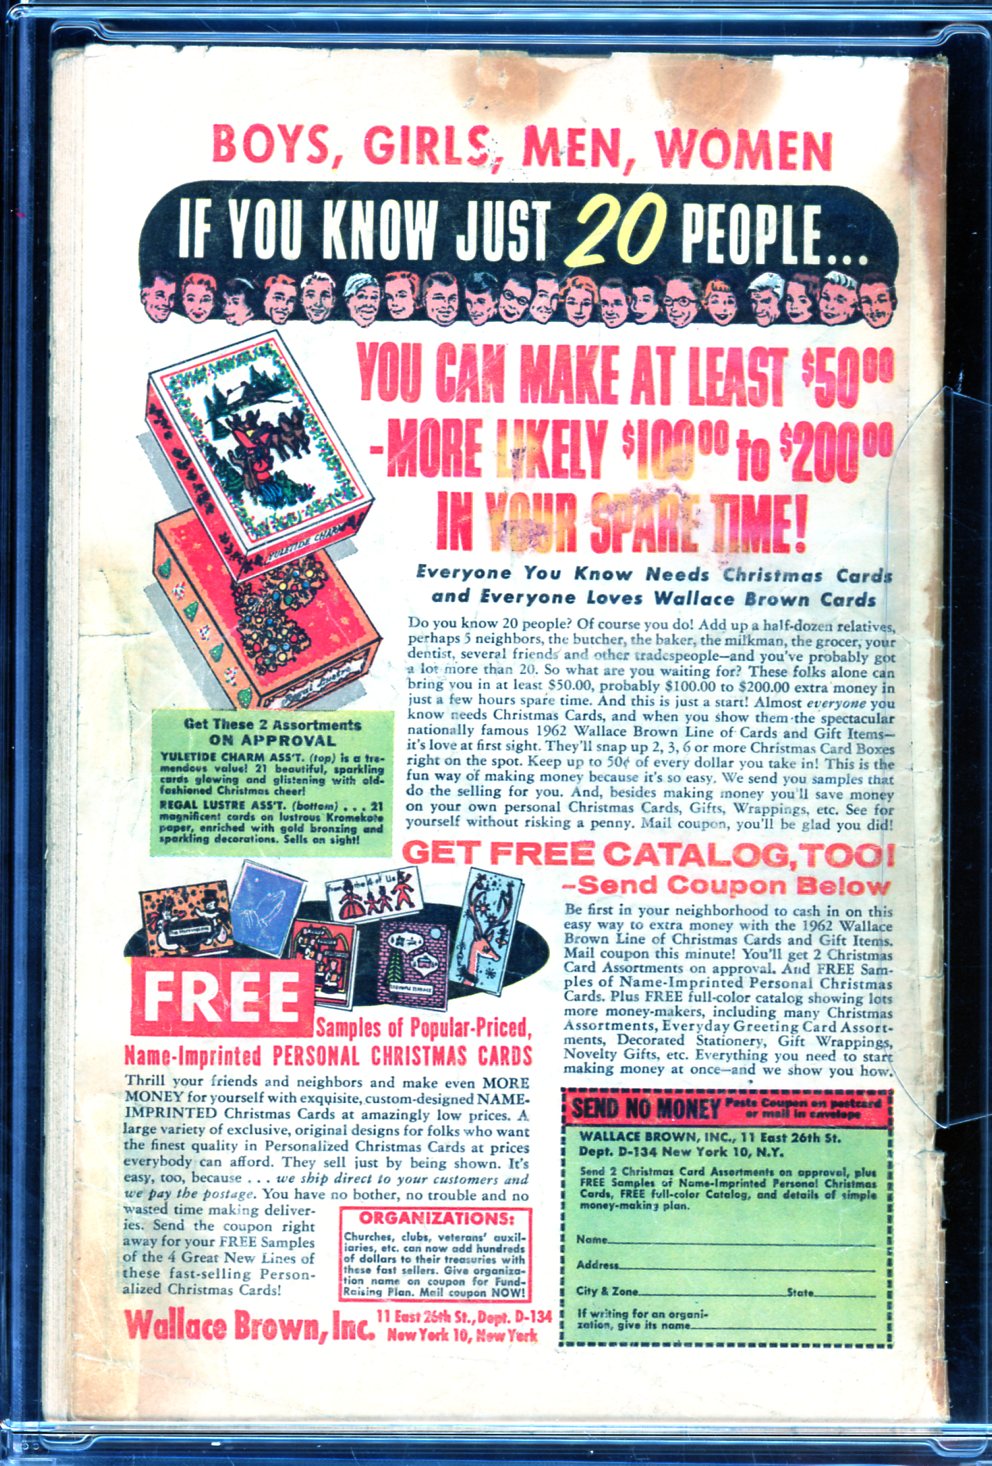 BOYS, GIRLS, MEN, WOMEN
IF YOU KNOW JUST 20 PEOPLE...
YOU CAN MAKE AT LEAST $50⁰⁰
-MORE LIKELY $100⁰⁰ to $200⁰⁰
IN YOUR SPARE TIME!
YULETIDE CHARM
Regal Lustre
Everyone You Know Needs Christmas Cards
and Everyone Loves Wallace Brown Cards
Do you know 20 people? Of course you do! Add up a half-dozen relatives,
perhaps 5 neighbors, the butcher, the baker, the milkman, the grocer, your
dentist, several friends and other tradespeople—and you've probably got
a lot more than 20. So what are you waiting for? These folks alone can
bring you in at least $50.00, probably $100.00 to $200.00 extra money in
just a few hours spare time. And this is just a start! Almost everyone you
know needs Christmas Cards, and when you show them the spectacular
nationally famous 1962 Wallace Brown Line of Cards and Gift Items—
it's love at first sight. They'll snap up 2, 3, 6 or more Christmas Card Boxes
right on the spot. Keep up to 50¢ of every dollar you take in! This is the
fun way of making money because it's so easy. We send you samples that
do the selling for you. And, besides making money you'll save money
on your own personal Christmas Cards, Gifts, Wrappings, etc. See for
yourself without risking a penny. Mail coupon, you'll be glad you did!
Get These 2 Assortments
ON APPROVAL
YULETIDE CHARM ASS'T. (top) is a tre-
mendous value! 21 beautiful, sparkling
cards glowing and glistening with old-
fashioned Christmas cheer!
REGAL LUSTRE ASS'T. (bottom) . . . 21
magnificent cards on lustrous Kromekote
paper, enriched with gold bronzing and
sparkling decorations. Sells on sight!
GET FREE CATALOG, TOO!
—Send Coupon Below
Be first in your neighborhood to cash in on this
easy way to extra money with the 1962 Wallace
Brown Line of Christmas Cards and Gift Items.
Mail coupon this minute! You'll get 2 Christmas
Card Assortments on approval. And FREE Sam-
ples of Name-Imprinted Personal Christmas
Cards. Plus FREE full-color catalog showing lots
more money-makers, including many Christmas
Assortments, Everyday Greeting Card Assort-
ments, Decorated Stationery, Gift Wrappings,
Novelty Gifts, etc. Everything you need to start
making money at once—and we show you how.
From the 4 of Us
FREE
Samples of Popular-Priced,
Name-Imprinted PERSONAL CHRISTMAS CARDS
Thrill your friends and neighbors and make even MORE
MONEY for yourself with exquisite, custom-designed NAME-
IMPRINTED Christmas Cards at amazingly low prices. A
large variety of exclusive, original designs for folks who want
the finest quality in Personalized Christmas Cards at prices
everybody can afford. They sell just by being shown. It's
easy, too, because . . . we ship direct to your customers and
we pay the postage. You have no bother, no trouble and no
wasted time making deliver-
ies. Send the coupon right
away for your FREE Samples
of the 4 Great New Lines of
these fast-selling Person-
alized Christmas Cards!
ORGANIZATIONS:
Churches, clubs, veterans' auxil-
iaries, etc. can now add hundreds
of dollars to their treasuries with
these fast sellers. Give organiza-
tion name on coupon for Fund-
Raising Plan. Mail coupon NOW!
Wallace Brown, Inc. 11 East 26th St., Dept. D-134
New York 10, New York
SEND NO MONEY Paste Coupon on postcard
or mail in envelope
WALLACE BROWN, INC., 11 East 26th St.
Dept. D-134 New York 10, N.Y.
Send 2 Christmas Card Assortments on approval, plus
FREE Samples of Name-Imprinted Personal Christmas
Cards, FREE full-color Catalog, and details of simple
money-making plan.
Name
Address
City & Zone State
If writing for an organi-
zation, give its name